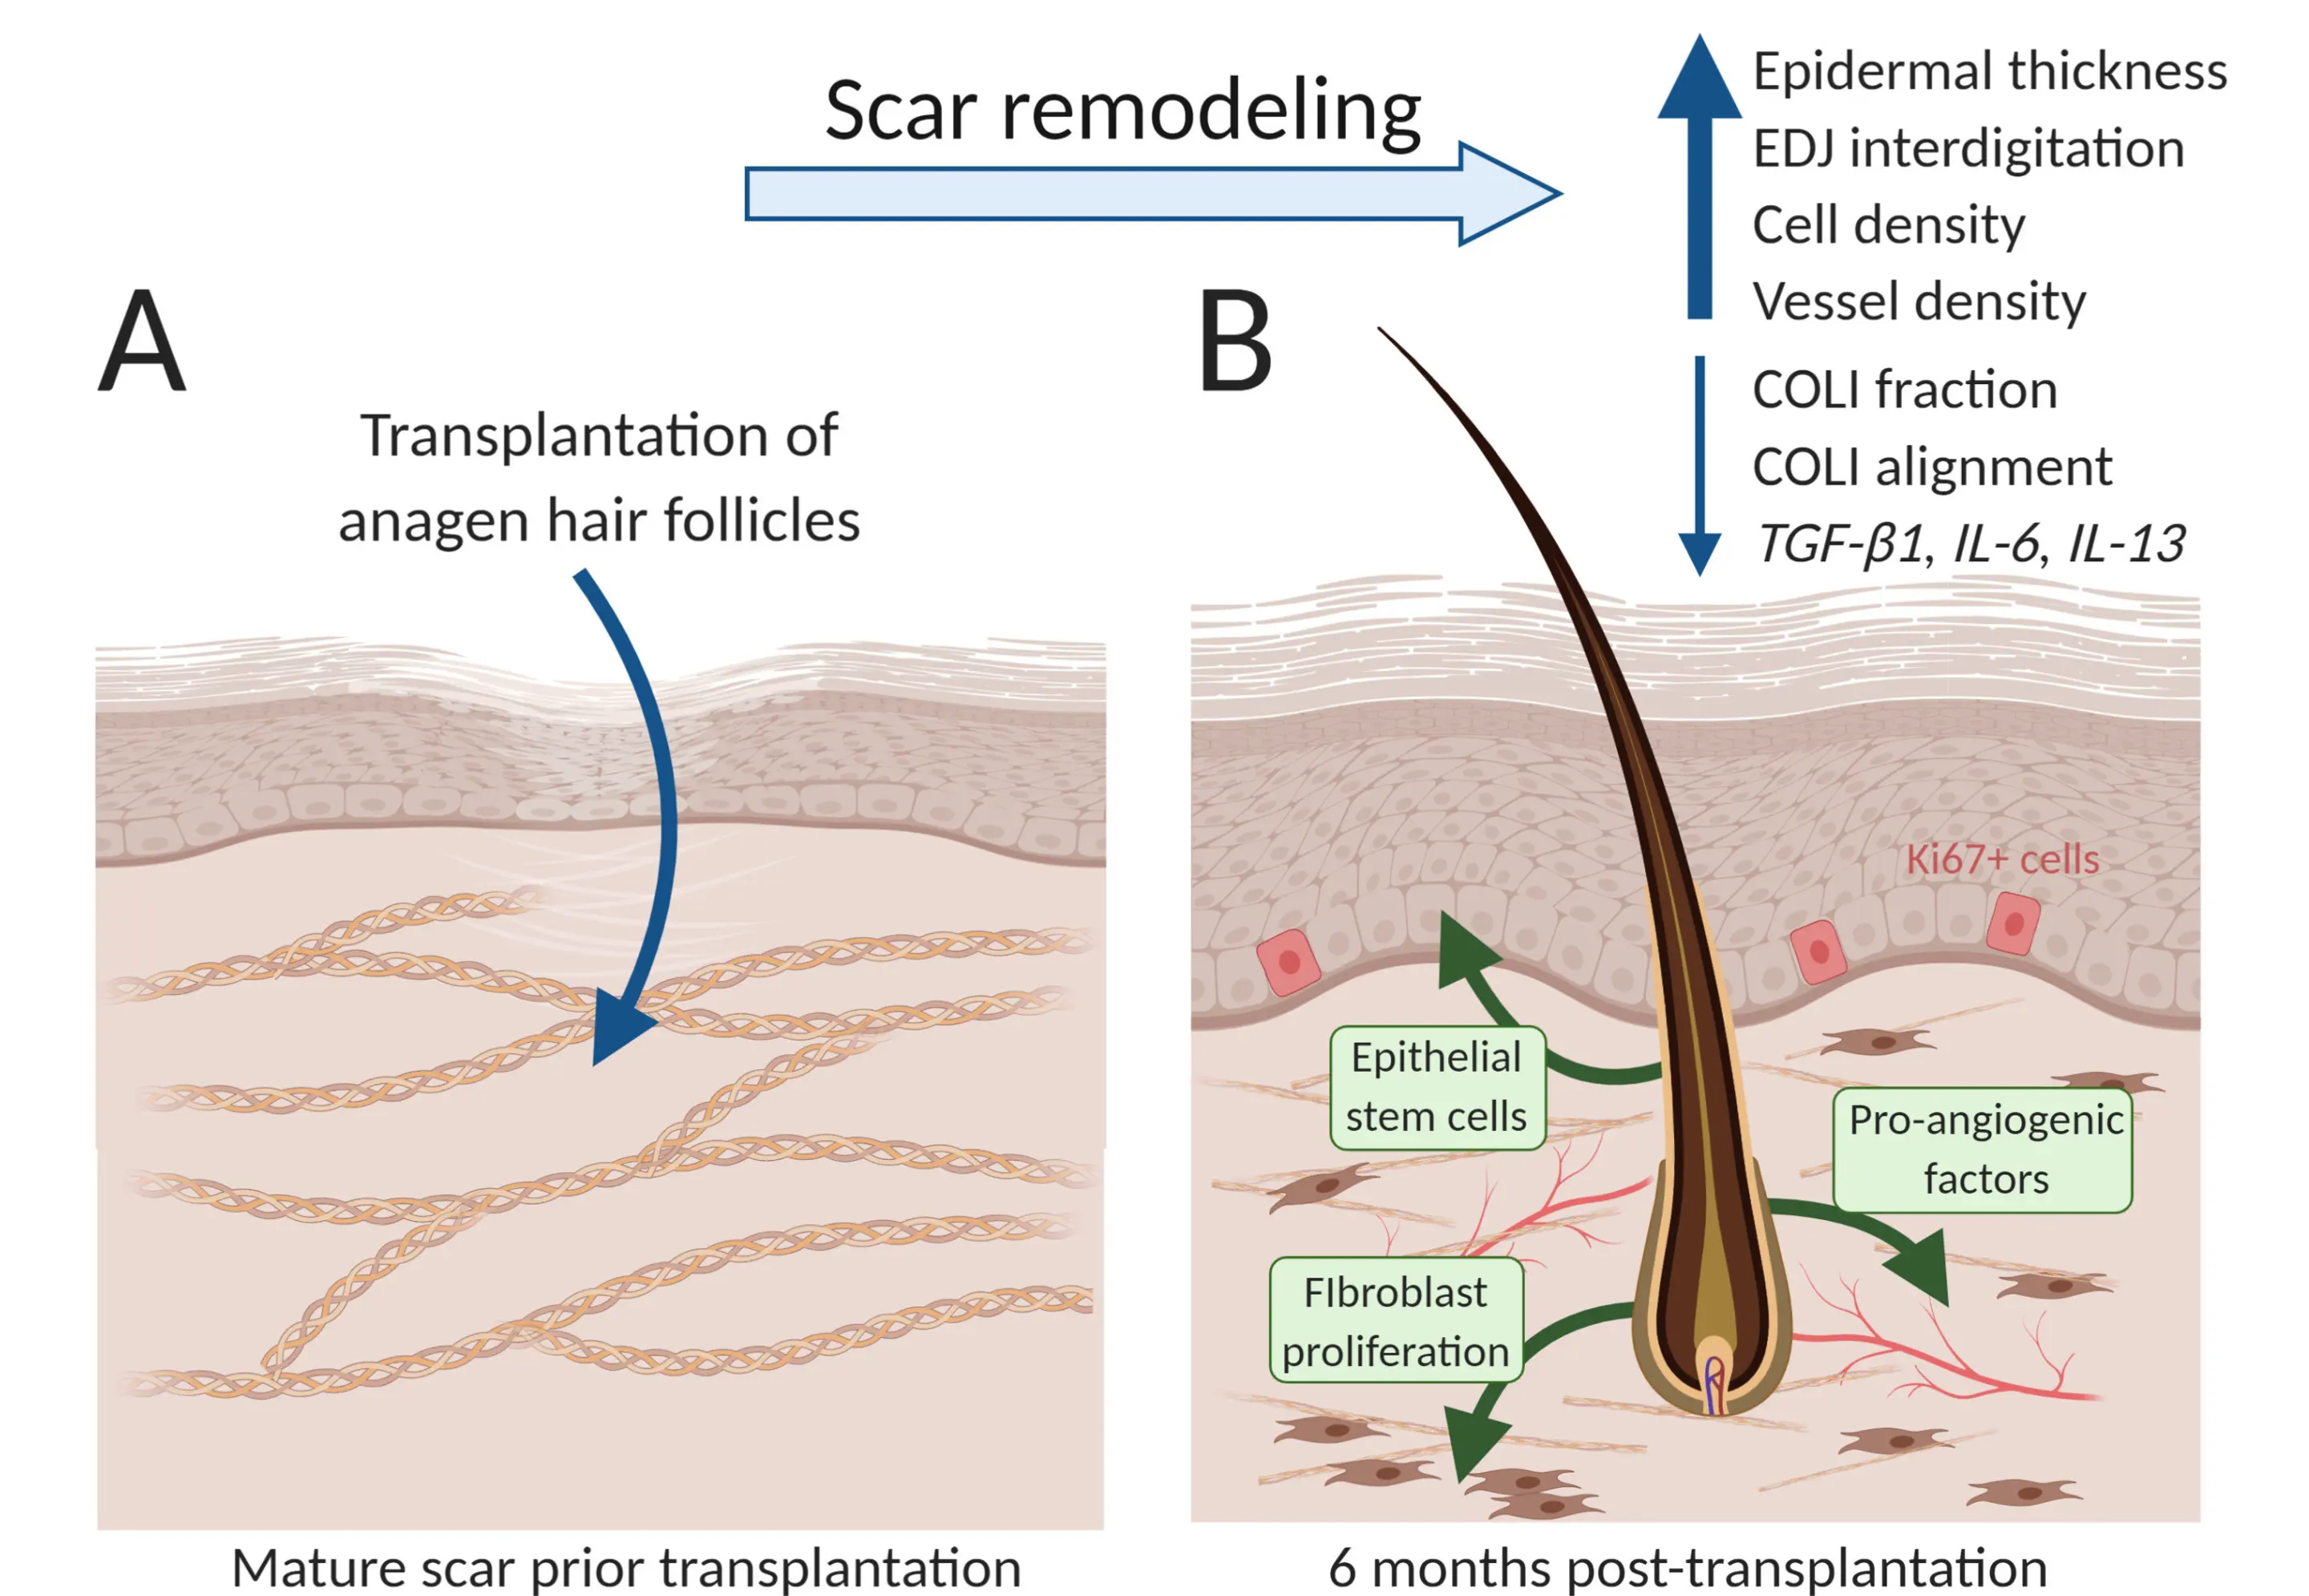 Scar remodeling
Epidermal thickness
EDJ interdigitation
Cell density
Vessel density
COLI fraction
COLI alignment
TGF-β1, IL-6, IL-13
A
Transplantation of
anagen hair follicles
Mature scar prior transplantation
B
Ki67+ cells
Epithelial
stem cells
Pro-angiogenic
factors
FIbroblast
proliferation
6 months post-transplantation